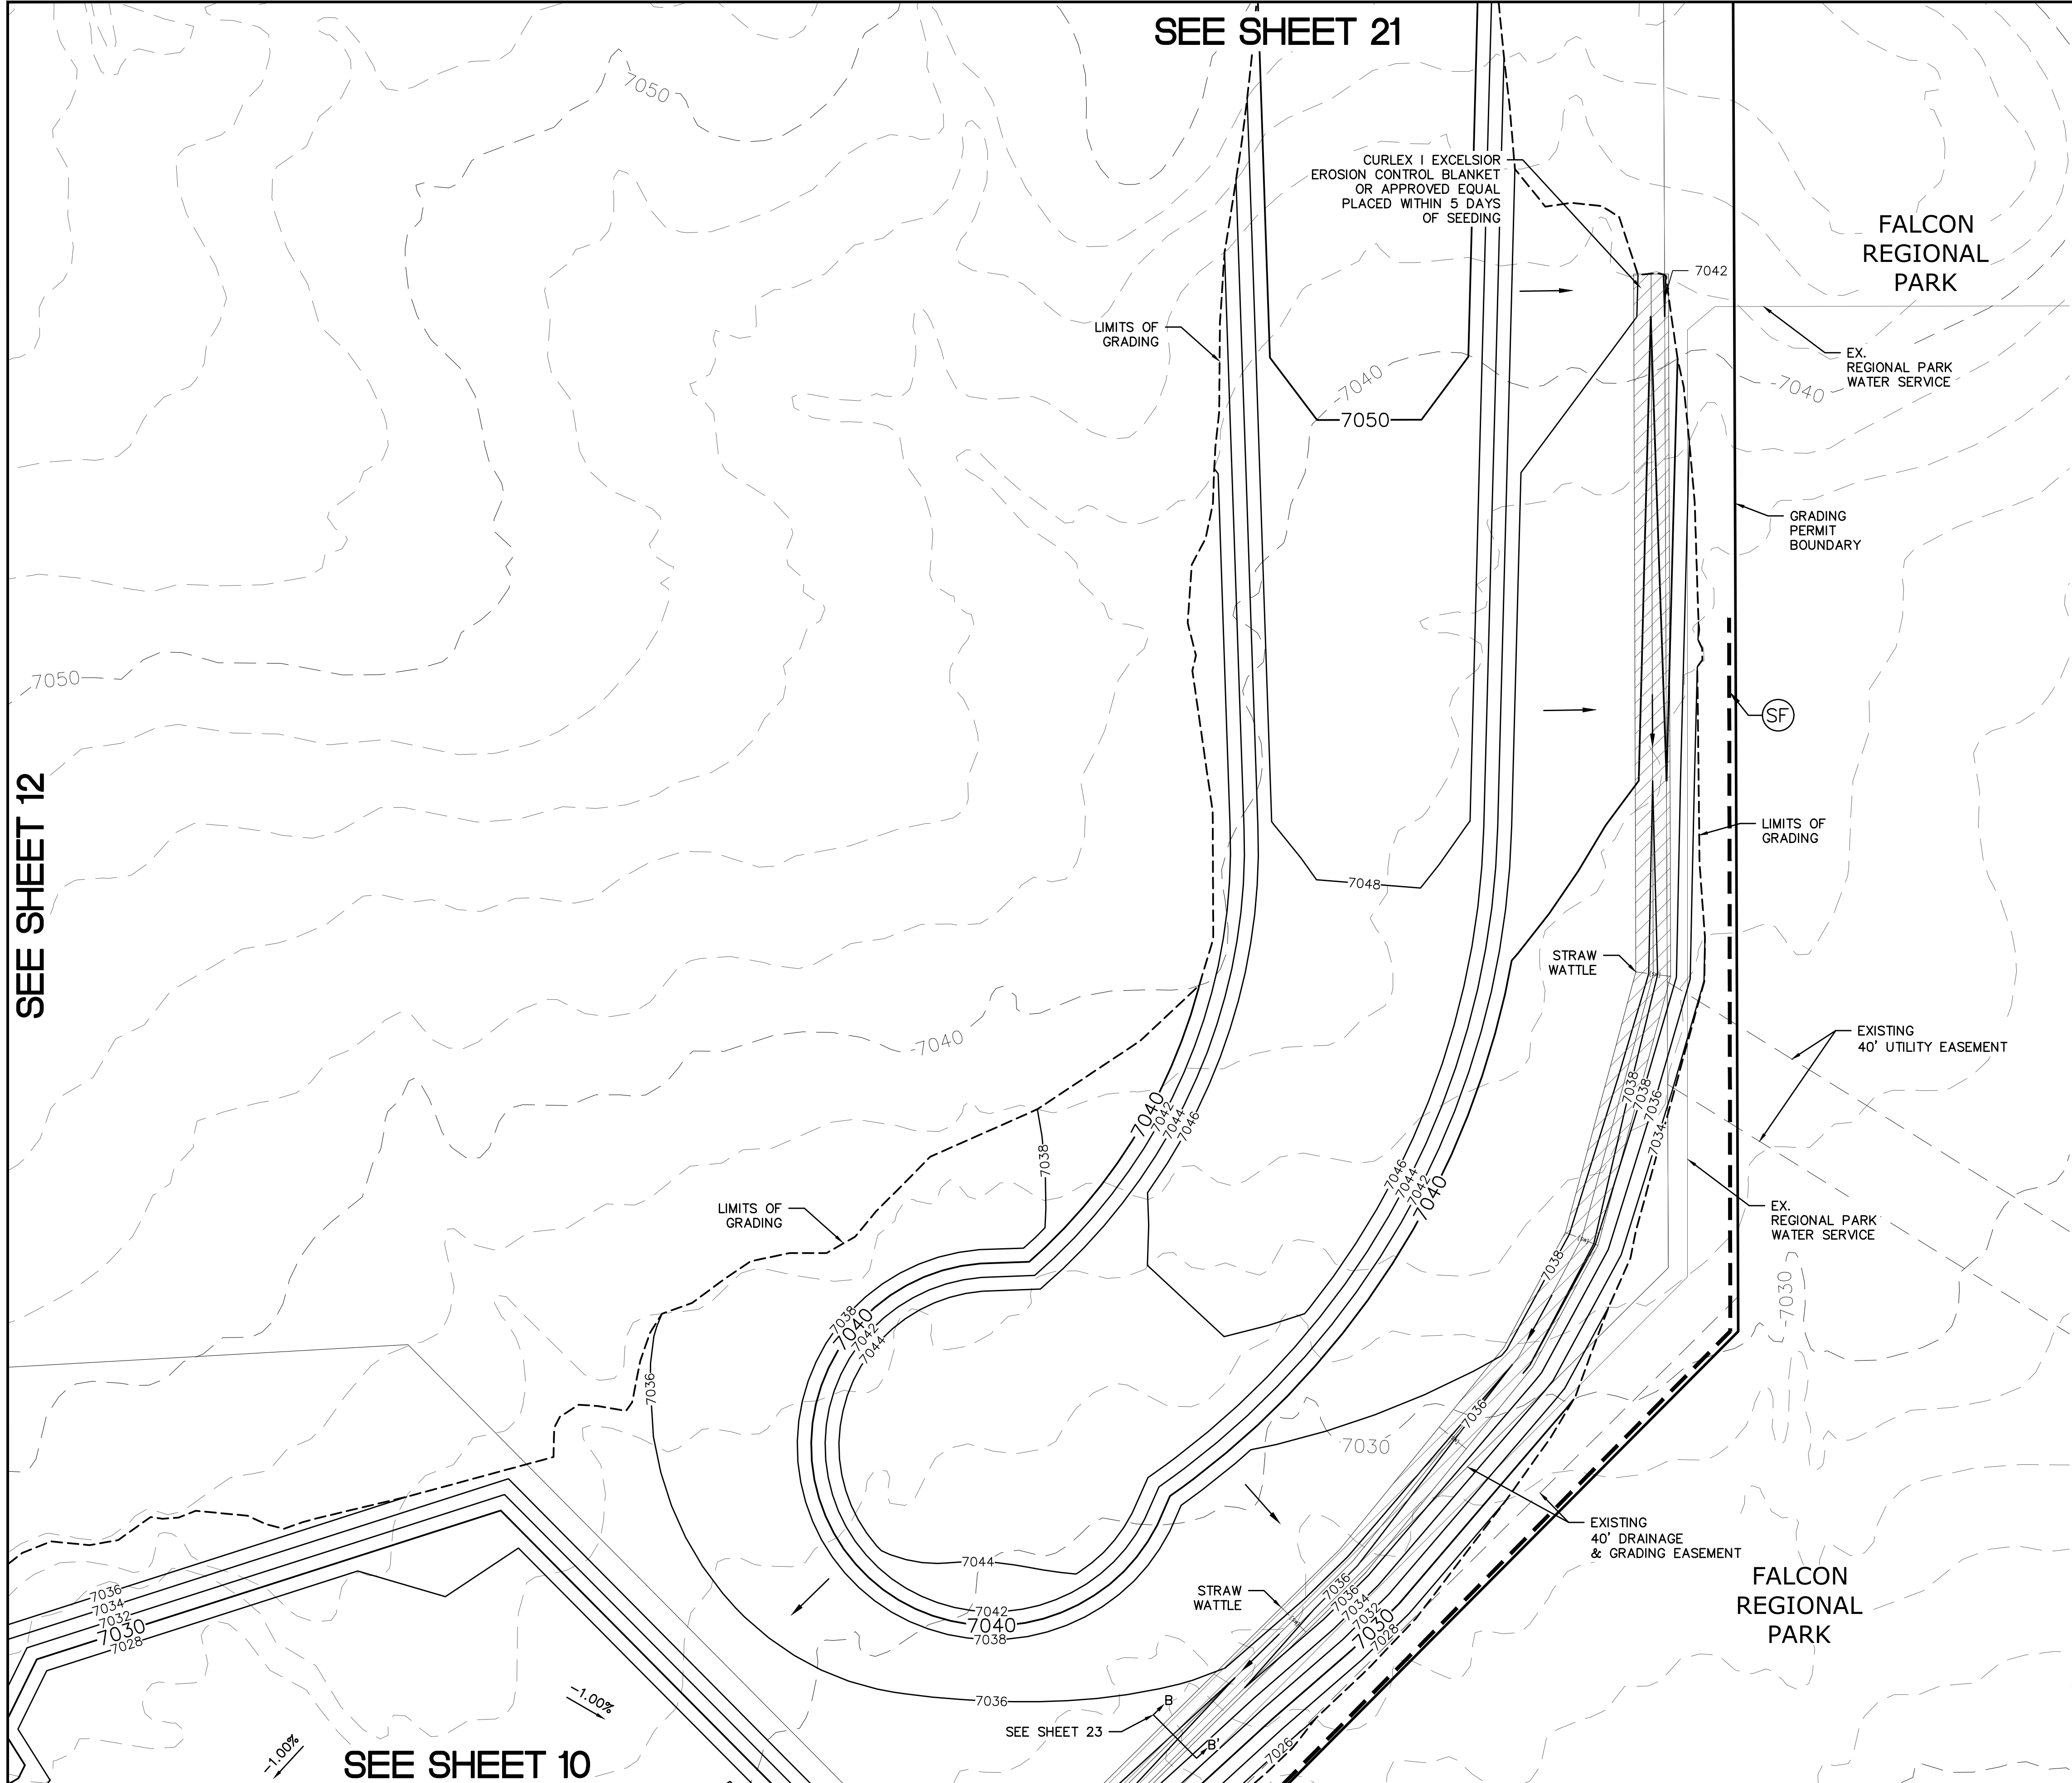 SEE SHEET 21
7050
CURLEX I EXCELSIOR
EROSION CONTROL BLANKET
OR APPROVED EQUAL
PLACED WITHIN 5 DAYS
OF SEEDING
FALCON
REGIONAL
PARK
7042
LIMITS OF
GRADING
EX.
REGIONAL PARK
WATER SERVICE
7040
7040
7050
GRADING
PERMIT
BOUNDARY
7050
SF
SEE SHEET 12
LIMITS OF
GRADING
7048
STRAW
WATTLE
7040
EXISTING
40' UTILITY EASEMENT
7038
7038
7036
7034
7040
7042
7044
7046
7038
7046
7044
7042
7040
LIMITS OF
GRADING
EX.
REGIONAL PARK
WATER SERVICE
7038
7030
7038
7040
7042
7044
7036
7036
7030
EXISTING
40' DRAINAGE
& GRADING EASEMENT
7044
FALCON
REGIONAL
PARK
STRAW
WATTLE
7036
7036
7034
7032
7030
7028
7042
7040
7038
7036
7034
7032
7030
7028
7036
-1.00%
B
SEE SHEET 23
B'
7026
-1.00%
SEE SHEET 10